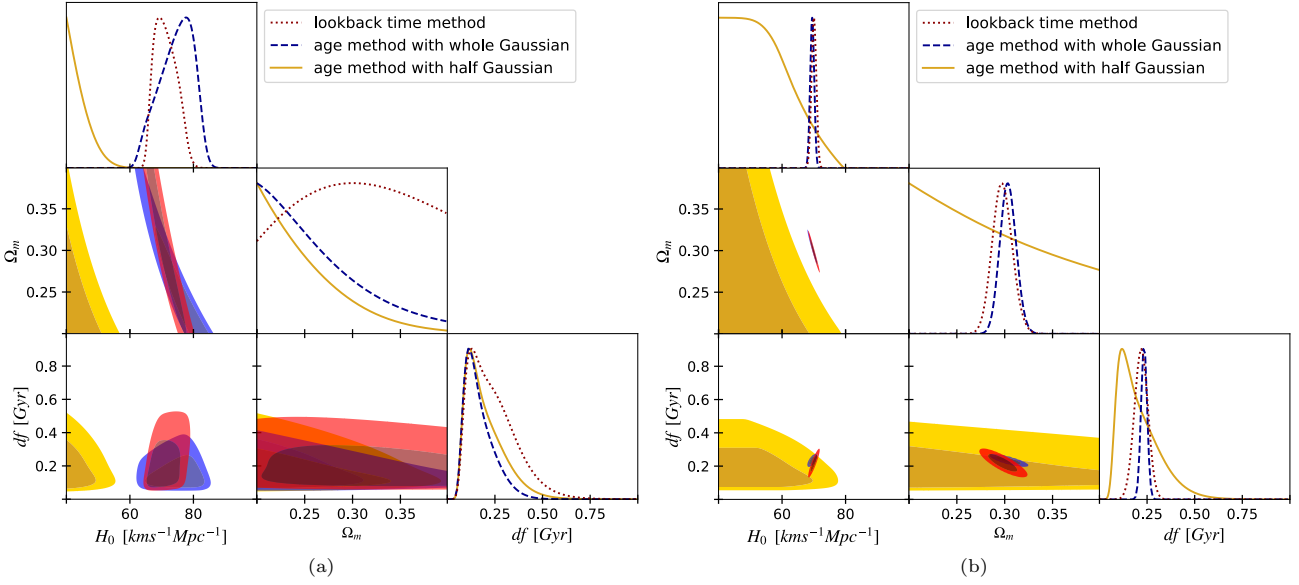 lookback time method
age method with whole Gaussian
age method with half Gaussian
0.35
0.30
0.25
Ωm
0.8
0.6
0.4
0.2
df [Gyr]
60 80
H0 [kms−1Mpc−1]
0.25 0.30 0.35
Ωm
0.25 0.50 0.75
df [Gyr]
(a)
lookback time method
age method with whole Gaussian
age method with half Gaussian
0.35
0.30
0.25
Ωm
0.8
0.6
0.4
0.2
df [Gyr]
60 80
H0 [kms−1Mpc−1]
0.25 0.30 0.35
Ωm
0.25 0.50 0.75
df [Gyr]
(b)